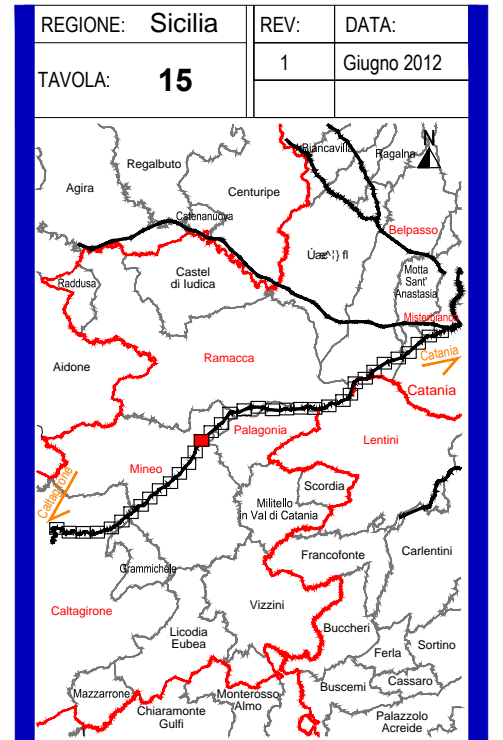 REGIONE: Sicilia
REV:
DATA:
TAVOLA: 15
1
Giugno 2012
N
Biancavilla
Ragalna
Regalbuto
Agira
Centuripe
Catenanuova
Belpasso
Motta
Sant'
Anastasia
Raddusa
Castel
di Iudica
Misterbianco
Catania
Ramacca
Aidone
Catania
Palagonia
Lentini
Mineo
Scordia
Caltagirone
Militello
in Val di Catania
Francofonte
Carlentini
Grammichele
Vizzini
Caltagirone
Licodia
Eubea
Buccheri
Ferla
Sortino
Cassaro
Buscemi
Mazzarrone
Monterosso
Almo
Chiaramonte
Gulfi
Palazzolo
Acreide